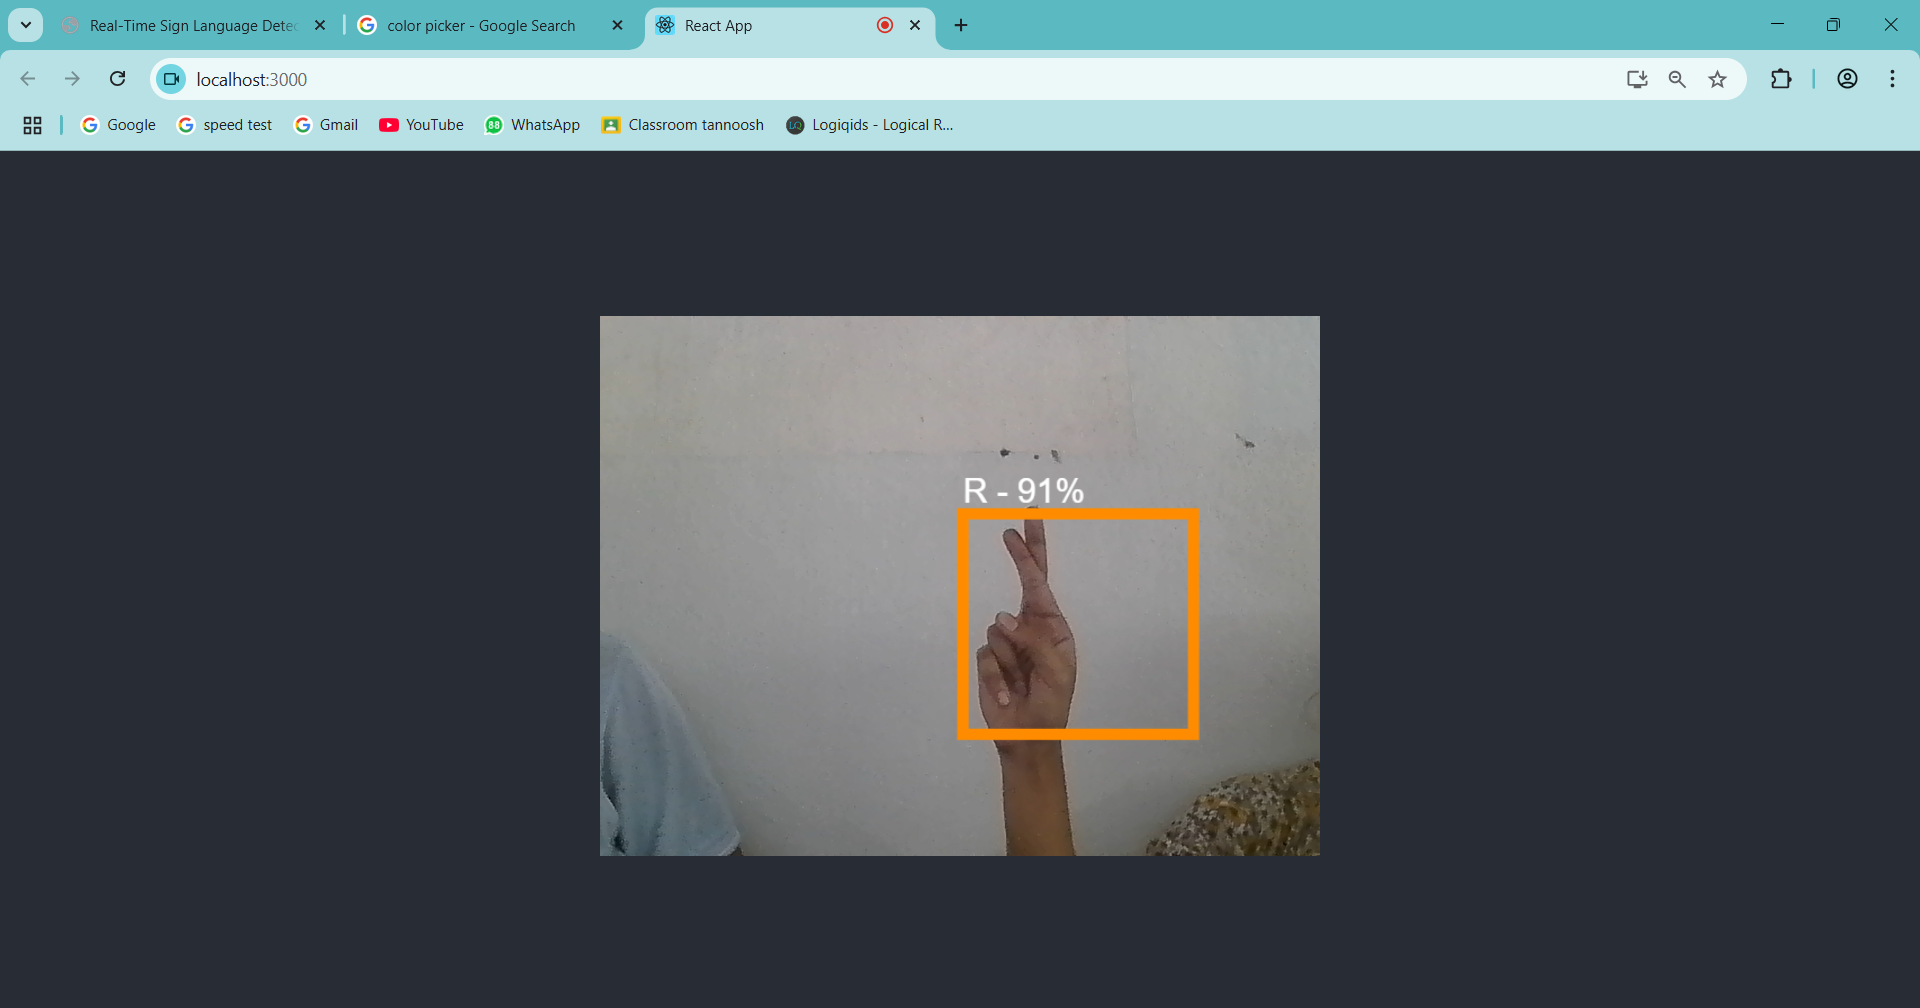 Real-Time Sign Language Detec
color picker - Google Search
React App
localhost:3000
Google
speed test
Gmail
YouTube
88
WhatsApp
Classroom tannoosh
Logiqids - Logical R...
R - 91%